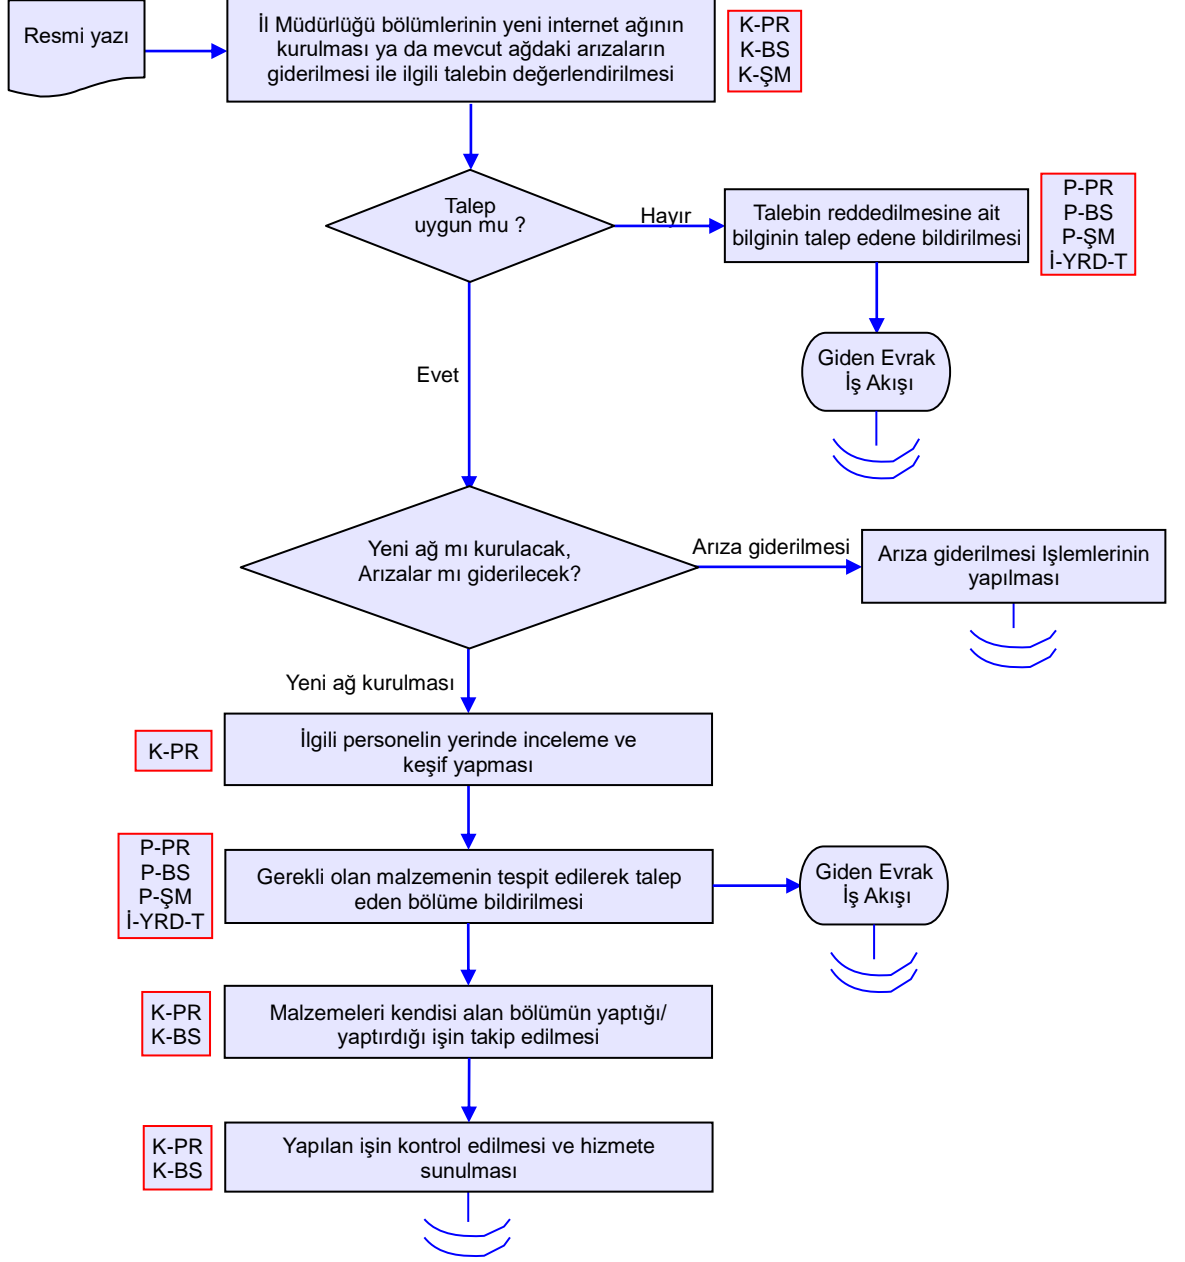 Resmi yazı
İl Müdürlüğü bölümlerinin yeni internet ağının
kurulması ya da mevcut ağdaki arızaların
giderilmesi ile ilgili talebin değerlendirilmesi
K-PR
K-BS
K-ŞM
Talep
uygun mu ?
Hayır
Talebin reddedilmesine ait
bilginin talep edene bildirilmesi
P-PR
P-BS
P-ŞM
İ-YRD-T
Giden Evrak
İş Akışı
Evet
Yeni ağ mı kurulacak,
Arızalar mı giderilecek?
Arıza giderilmesi
Arıza giderilmesi Işlemlerinin
yapılması
Yeni ağ kurulması
K-PR
İlgili personelin yerinde inceleme ve
keşif yapması
P-PR
P-BS
P-ŞM
İ-YRD-T
Gerekli olan malzemenin tespit edilerek talep
eden bölüme bildirilmesi
Giden Evrak
İş Akışı
K-PR
K-BS
Malzemeleri kendisi alan bölümün yaptığı/
yaptırdığı işin takip edilmesi
K-PR
K-BS
Yapılan işin kontrol edilmesi ve hizmete
sunulması